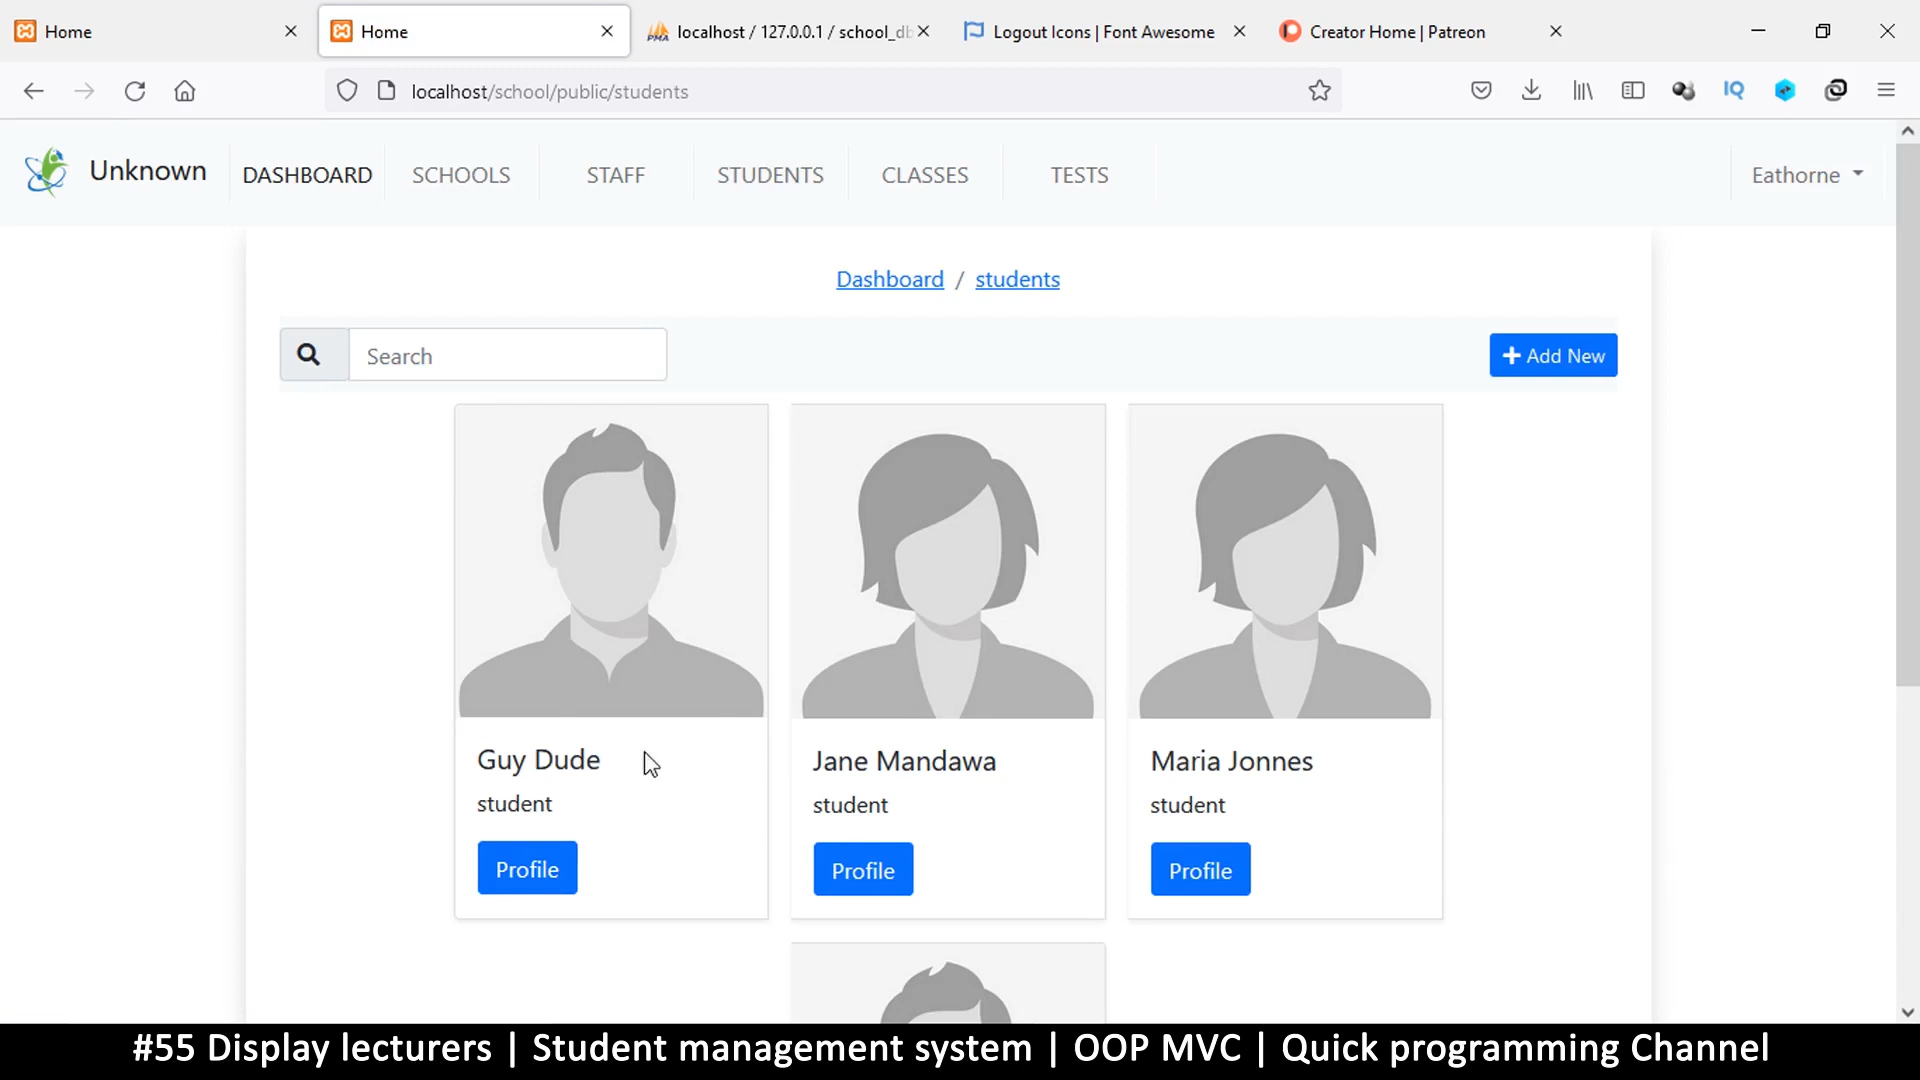 Home
Home
localhost / 127.0.0.1 / school_db
Logout Icons | Font Awesome
Creator Home | Patreon
localhost/school/public/students
IQ
Unknown
DASHBOARD
SCHOOLS
STAFF
STUDENTS
CLASSES
TESTS
Eathorne
Dashboard / students
Search
Add New
Guy Dude
student
Profile
Jane Mandawa
student
Profile
Maria Jonnes
student
Profile
#55 Display lecturers | Student management system | OOP MVC | Quick programming Channel